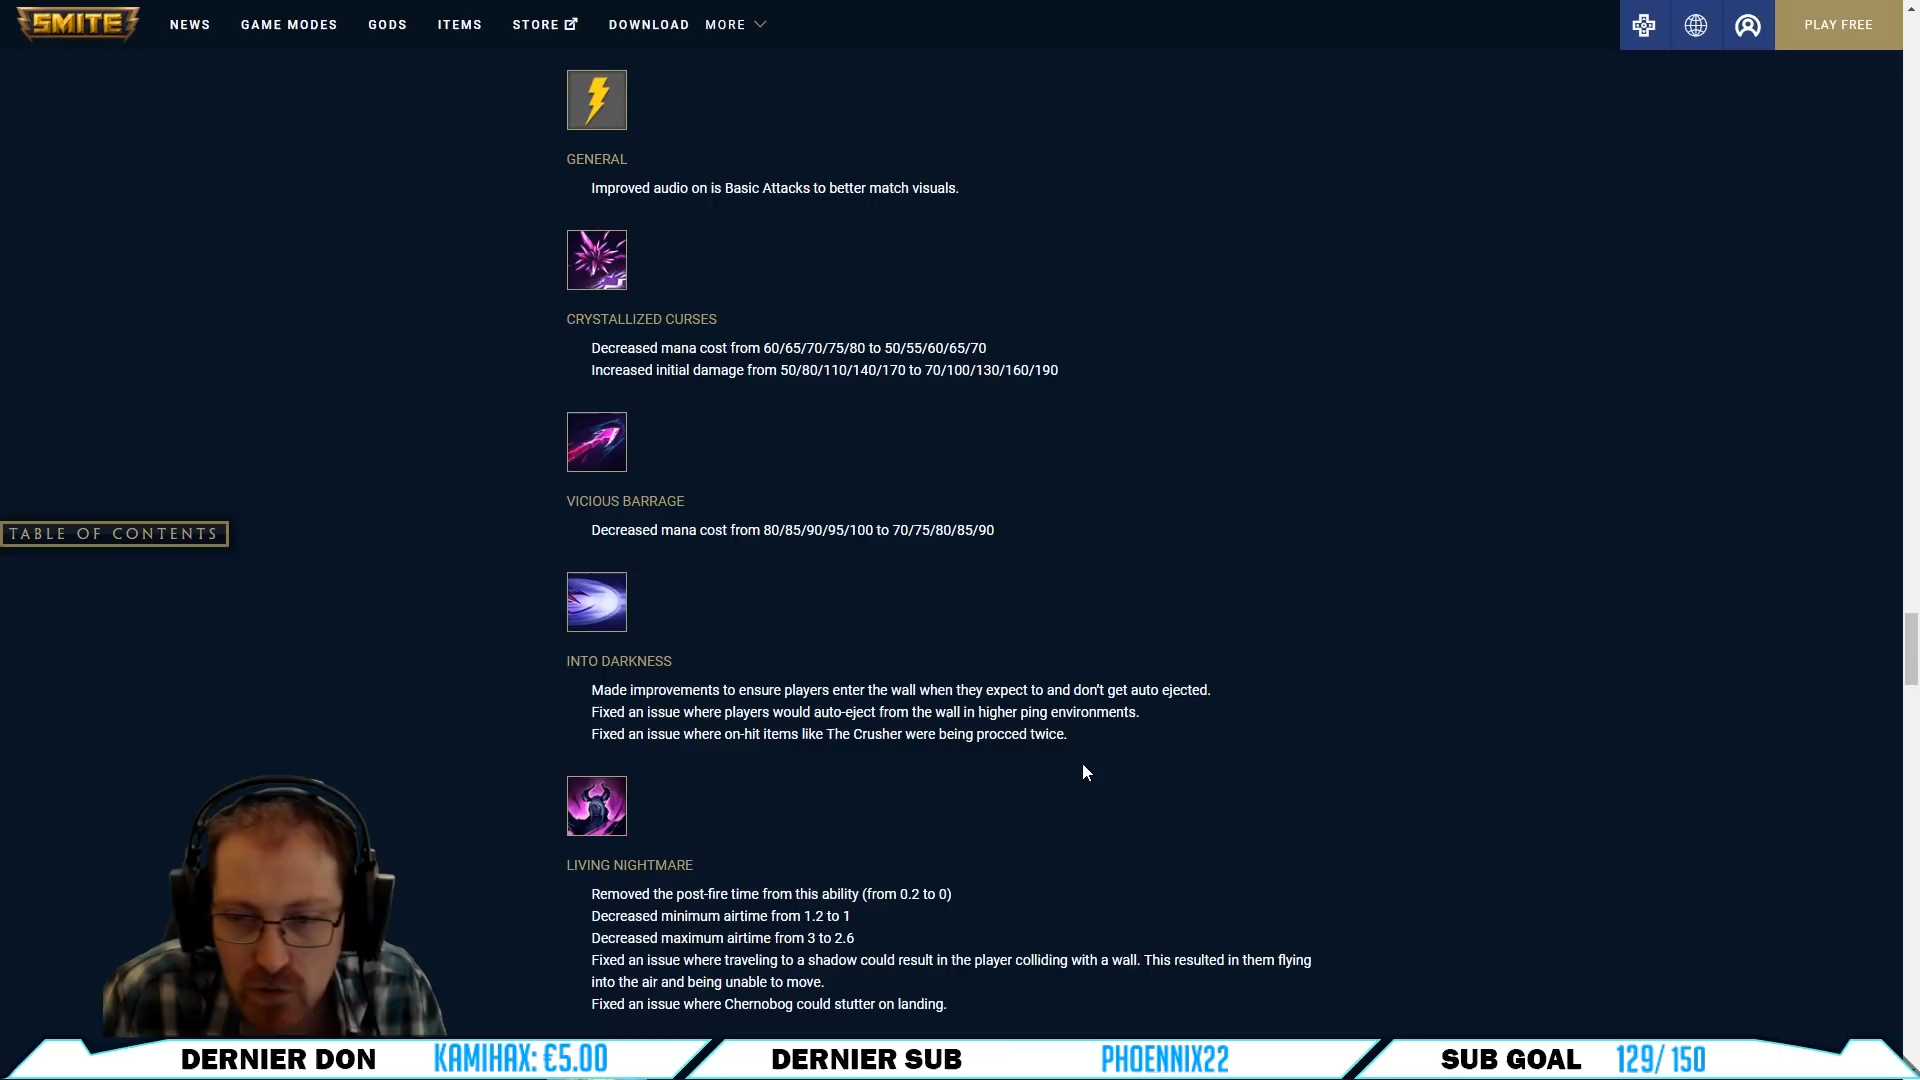 SMITE NEWS GAME MODES GODS ITEMS STORE DOWNLOAD MORE PLAY FREE
GENERAL
Improved audio on is Basic Attacks to better match visuals.
CRYSTALLIZED CURSES
Decreased mana cost from 60/65/70/75/80 to 50/55/60/65/70
Increased initial damage from 50/80/110/140/170 to 70/100/130/160/190
VICIOUS BARRAGE
Decreased mana cost from 80/85/90/95/100 to 70/75/80/85/90
TABLE OF CONTENTS
INTO DARKNESS
Made improvements to ensure players enter the wall when they expect to and don't get auto ejected.
Fixed an issue where players would auto-eject from the wall in higher ping environments.
Fixed an issue where on-hit items like The Crusher were being procced twice.
LIVING NIGHTMARE
Removed the post-fire time from this ability (from 0.2 to 0)
Decreased minimum airtime from 1.2 to 1
Decreased maximum airtime from 3 to 2.6
Fixed an issue where traveling to a shadow could result in the player colliding with a wall. This resulted in them flying
into the air and being unable to move.
Fixed an issue where Chernobog could stutter on landing.
DERNIER DON KAMIHAX: €5.00 DERNIER SUB PHOENNIX22 SUB GOAL 129/ 150